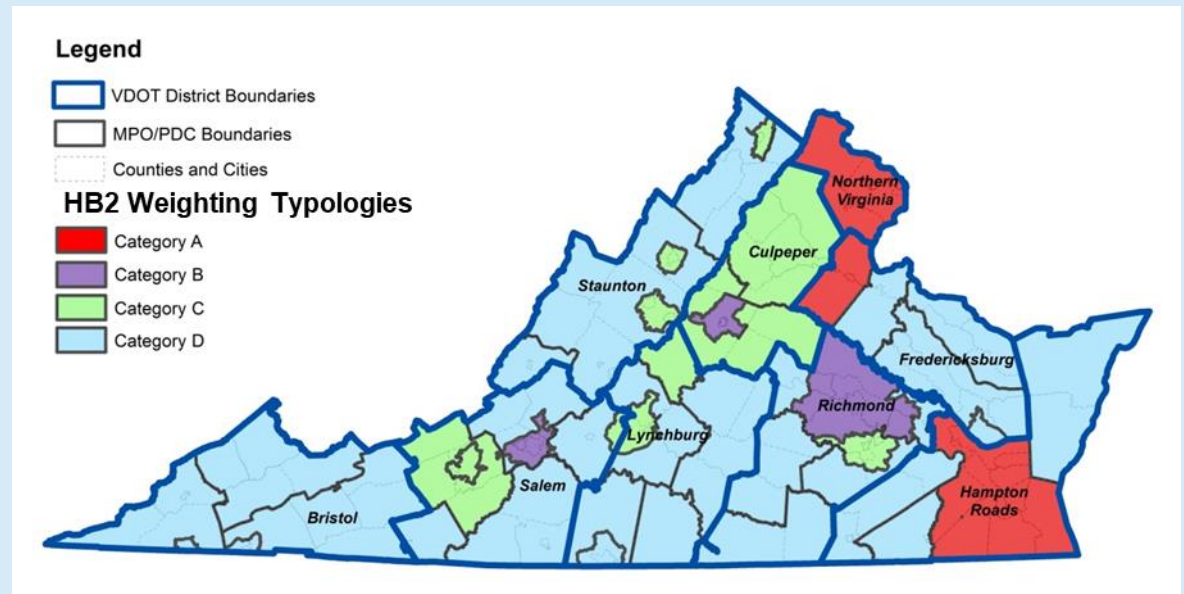 Legend
VDOT District Boundaries
MPO/PDC Boundaries
Counties and Cities
HB2 Weighting Typologies
Category A
Category B
Category C
Category D
Northern
Virginia
Culpeper
Staunton
Fredericksburg
Richmond
Lynchburg
Salem
Hampton
Roads
Bristol